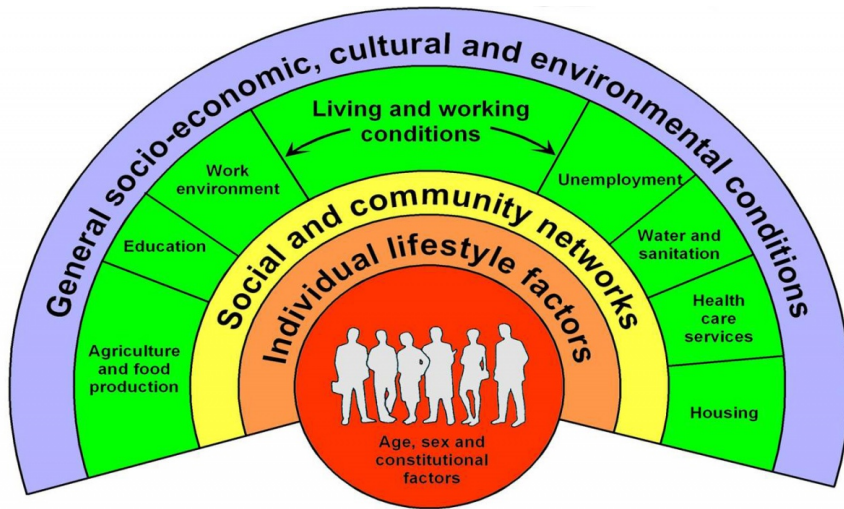 General socio-economic, cultural and environmental conditions
Living and working
conditions
Agriculture
and food
production
Education
Work
environment
Unemployment
Water and
sanitation
Health
care
services
Housing
Social and community networks
Individual lifestyle factors
Age, sex and
constitutional
factors